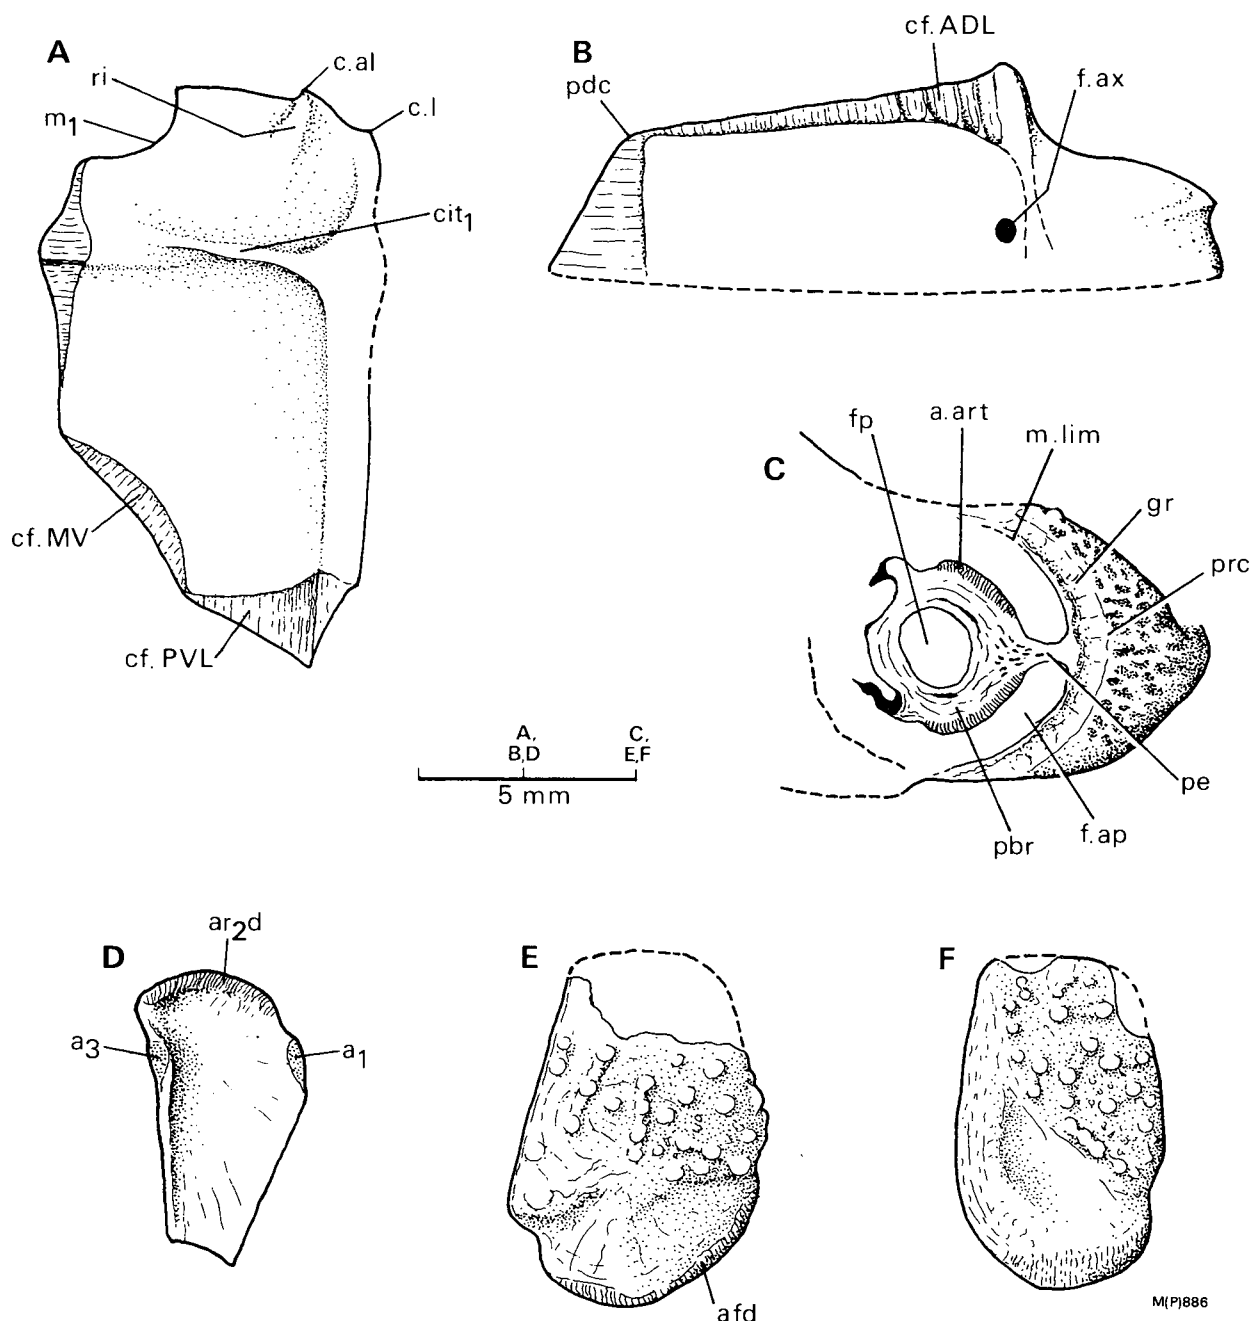 A
ri
c.al
c.l
m1
cit1
cf. MV
cf. PVL
B
pdc
cf. ADL
f.ax
C
fp
a.art
m.lim
gr
prc
pe
f.ap
pbr
A,
B,D
C,
E,F
5 mm
D
ar2d
a3
a1
E
afd
F
M(P)886